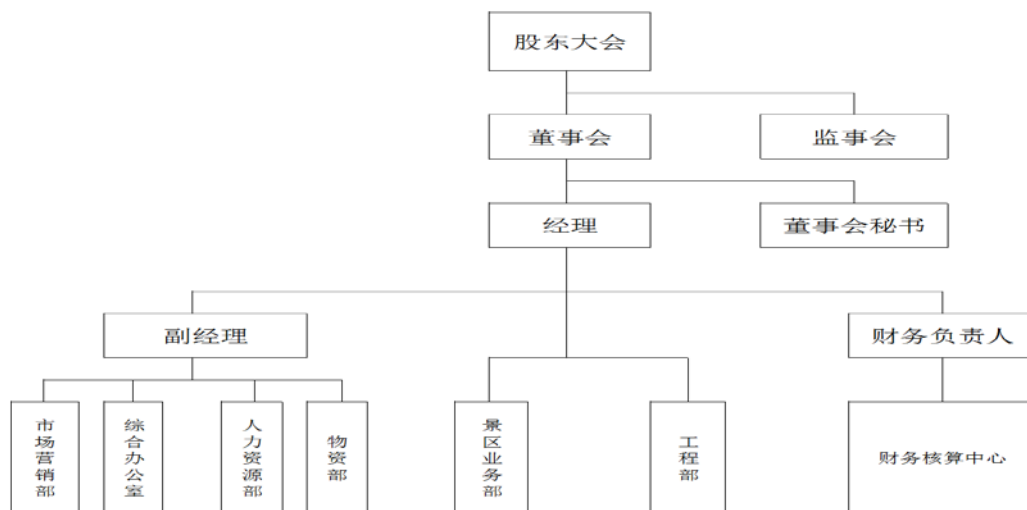 股东大会
董事会
监事会
经理
董事会秘书
副经理
财务负责人
市场营销部
综合办公室
人力资源部
物资部
景区业务部
工程部
财务核算中心